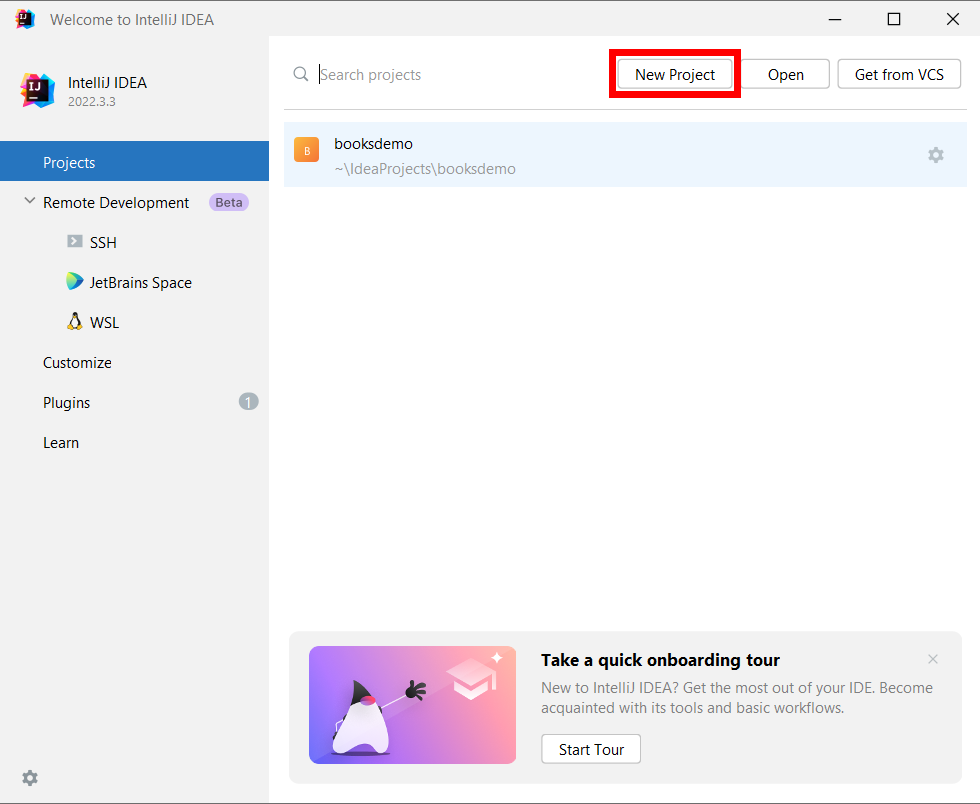 Welcome to IntelliJ IDEA
IntelliJ IDEA
2022.3.3
Projects
Remote Development Beta
SSH
JetBrains Space
WSL
Customize
Plugins 1
Learn
Search projects
New Project Open Get from VCS
B
booksdemo
~\IdeaProjects\booksdemo
Take a quick onboarding tour
New to IntelliJ IDEA? Get the most out of your IDE. Become
acquainted with its tools and basic workflows.
Start Tour